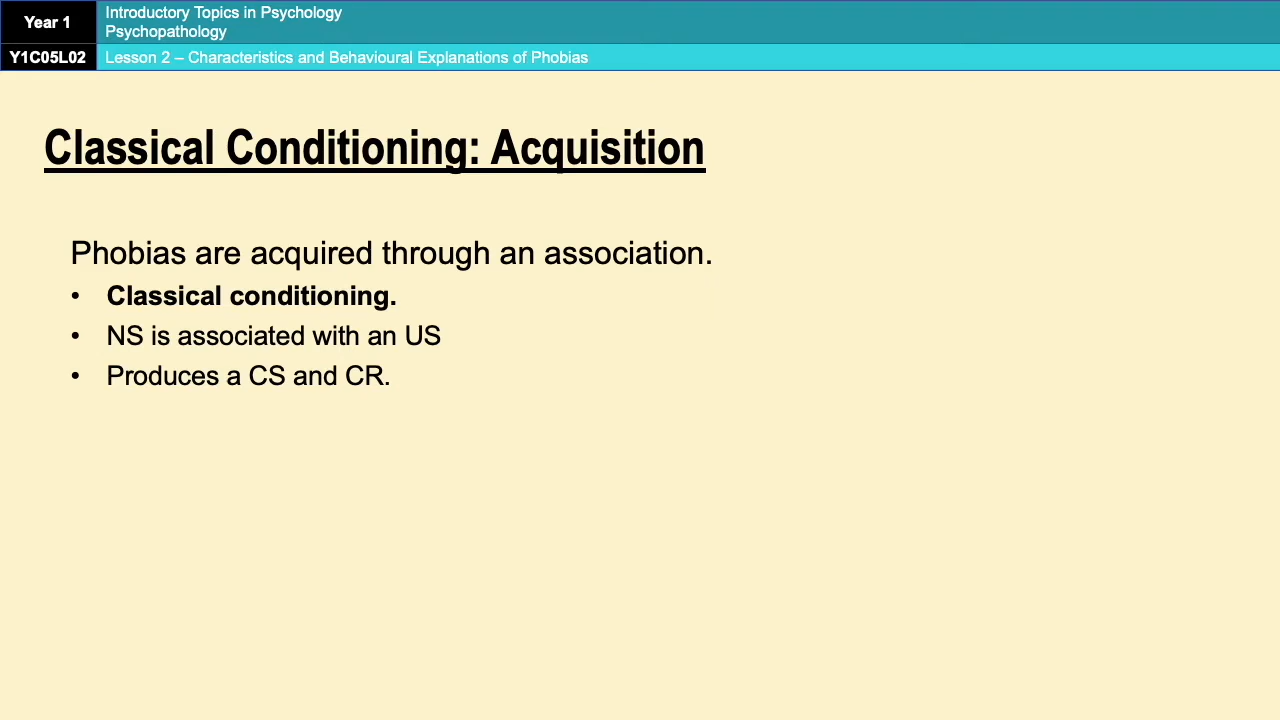 Year 1
Introductory Topics in Psychology
Psychopathology
Y1C05L02
Lesson 2 – Characteristics and Behavioural Explanations of Phobias
Classical Conditioning: Acquisition
Phobias are acquired through an association.
• Classical conditioning.
• NS is associated with an US
• Produces a CS and CR.